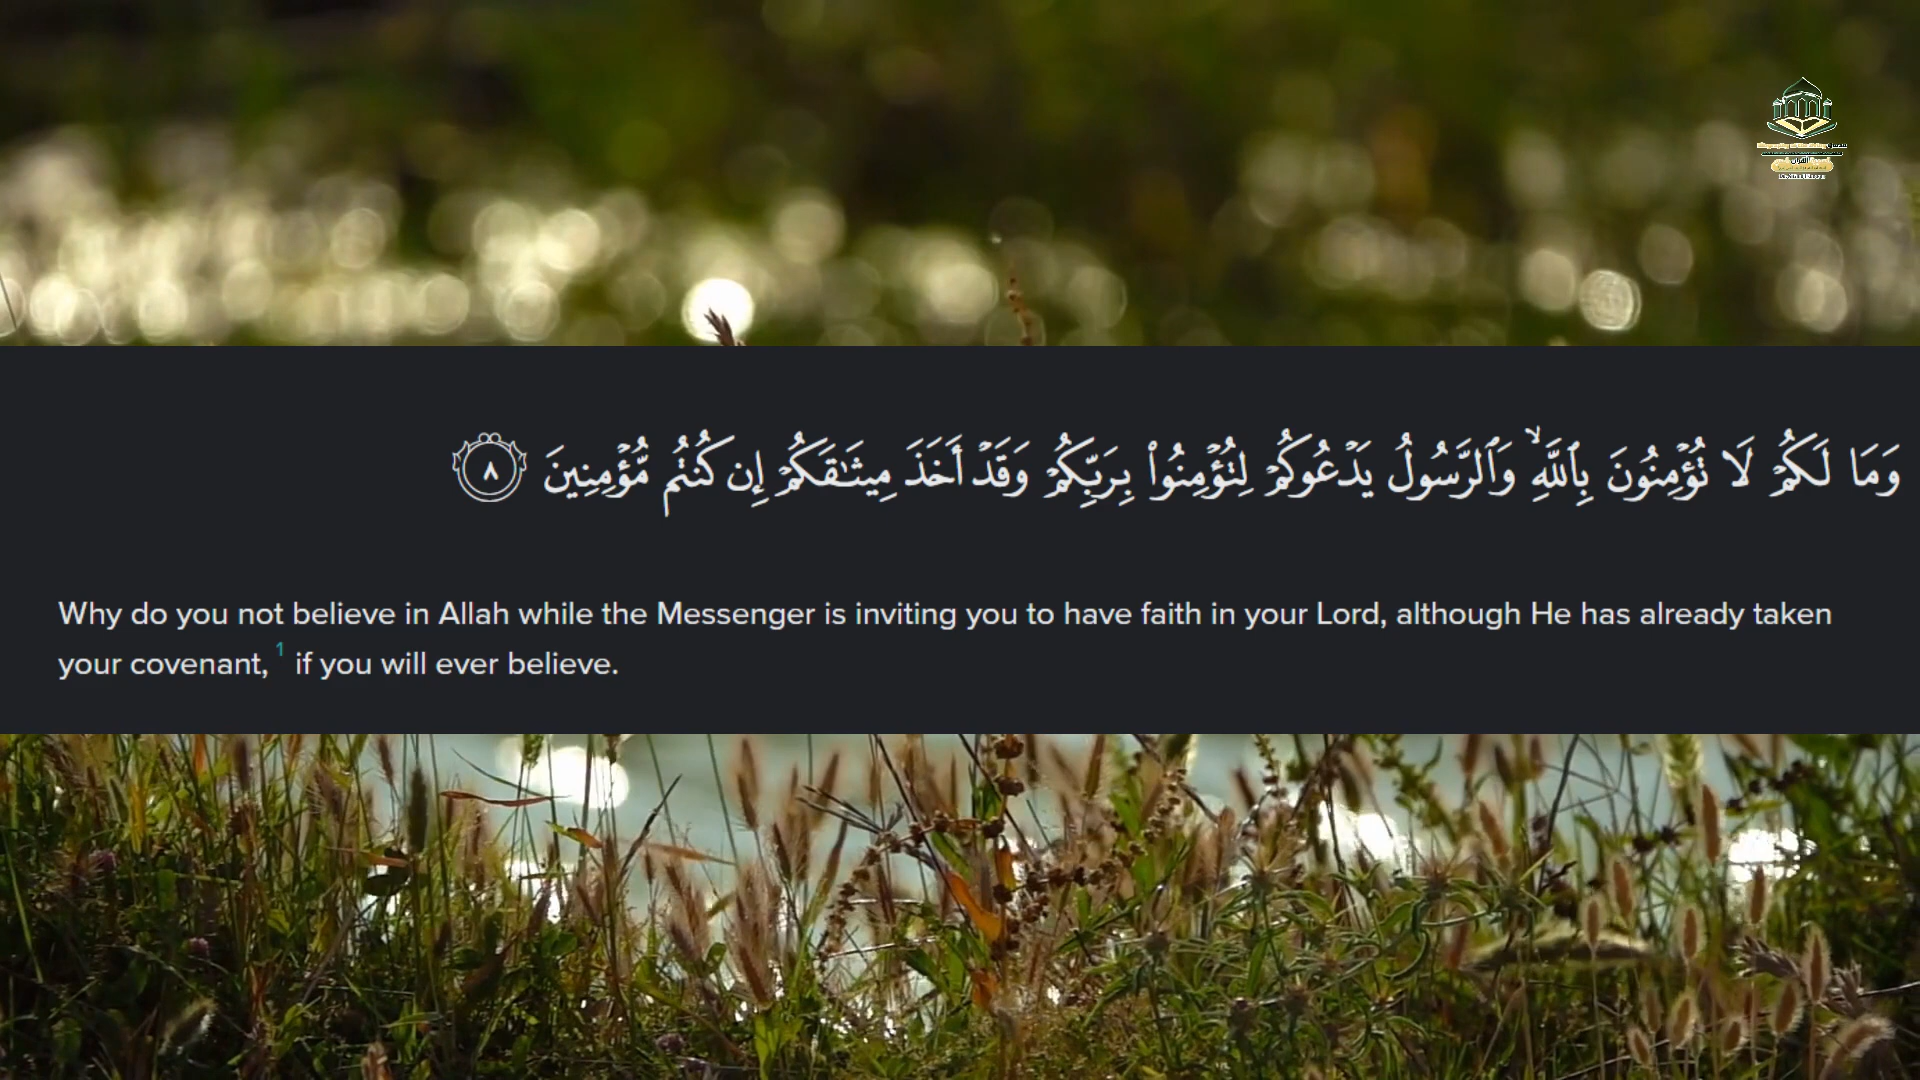 وَمَا لَكُمْ لَا تُؤْمِنُونَ بِٱللَّهِ ۙ وَٱلرَّسُولُ يَدْعُوكُمْ لِتُؤْمِنُوا۟ بِرَبِّكُمْ وَقَدْ أَخَذَ مِيثَـٰقَكُمْ إِن كُنتُم مُّؤْمِنِينَ ٨
Why do you not believe in Allah while the Messenger is inviting you to have faith in your Lord, although He has already taken
your covenant, 1 if you will ever believe.